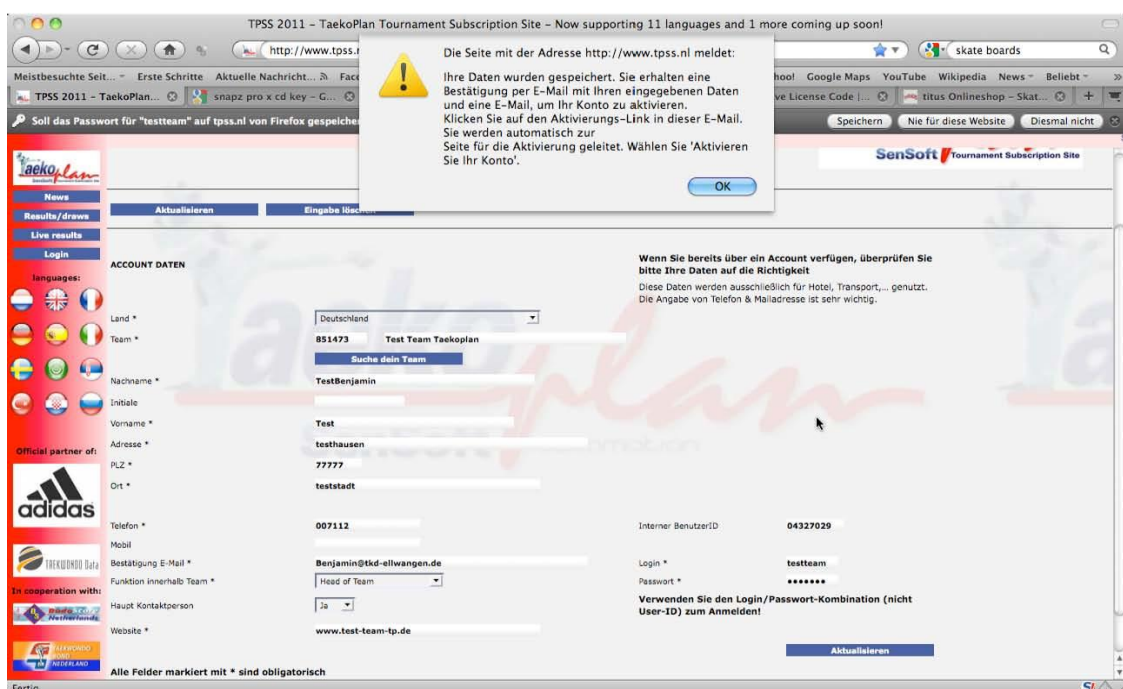 TPSS 2011 – TaekoPlan Tournament Subscription Site – Now supporting 11 languages and 1 more coming up soon!
http://www.tpss.
skate boards
Meistbesuchte Seit...
Erste Schritte
Aktuelle Nachricht...
hoo!
Google Maps
YouTube
Wikipedia
News
Beliebt
TPSS 2011 – TaekoPlan...
snapz pro x cd key – G...
ve License Code |...
titus Onlineshop – Skat...
Soll das Passwort für "testteam" auf tpss.nl von Firefox gespeiche
Speichern
Nie für diese Website
Diesmal nicht
Die Seite mit der Adresse http://www.tpss.nl meldet:
Ihre Daten wurden gespeichert. Sie erhalten eine
Bestätigung per E-Mail mit Ihren eingegebenen Daten
und eine E-Mail, um Ihr Konto zu aktivieren.
Klicken Sie auf den Aktivierungs-Link in dieser E-Mail.
Sie werden automatisch zur
Seite für die Aktivierung geleitet. Wählen Sie 'Aktivieren
Sie Ihr Konto'.
OK
Taekoplan
SenSoft Tournament Subscription Site
News
Results/draws
Live results
Login
languages:
Official partner of:
adidas
TAEKWONDO Data
In cooperation with:
Netherlands
TAEKWONDO
BOND
NEDERLAND
Aktualisieren
Eingabe lösc
ACCOUNT DATEN
Wenn Sie bereits über ein Account verfügen, überprüfen Sie
bitte Ihre Daten auf die Richtigkeit
Diese Daten werden ausschließlich für Hotel, Transport,... genutzt.
Die Angabe von Telefon & Mailadresse ist sehr wichtig.
Land * Deutschland
Team * 851473 Test Team Taekoplan
Suche dein Team
Nachname * TestBenjamin
Initiale
Vorname * Test
Adresse * testhausen
PLZ * 77777
Ort * teststadt
Telefon * 007112
Interner BenutzerID 04327029
Mobil
Bestätigung E-Mail * Benjamin@tkd-ellwangen.de
Login * testteam
Funktion innerhalb Team * Head of Team
Passwort * •••••••
Haupt Kontaktperson Ja
Verwenden Sie den Login/Passwort-Kombination (nicht
User-ID) zum Anmelden!
Website * www.test-team-tp.de
Aktualisieren
Alle Felder markiert mit * sind obligatorisch
Fertig